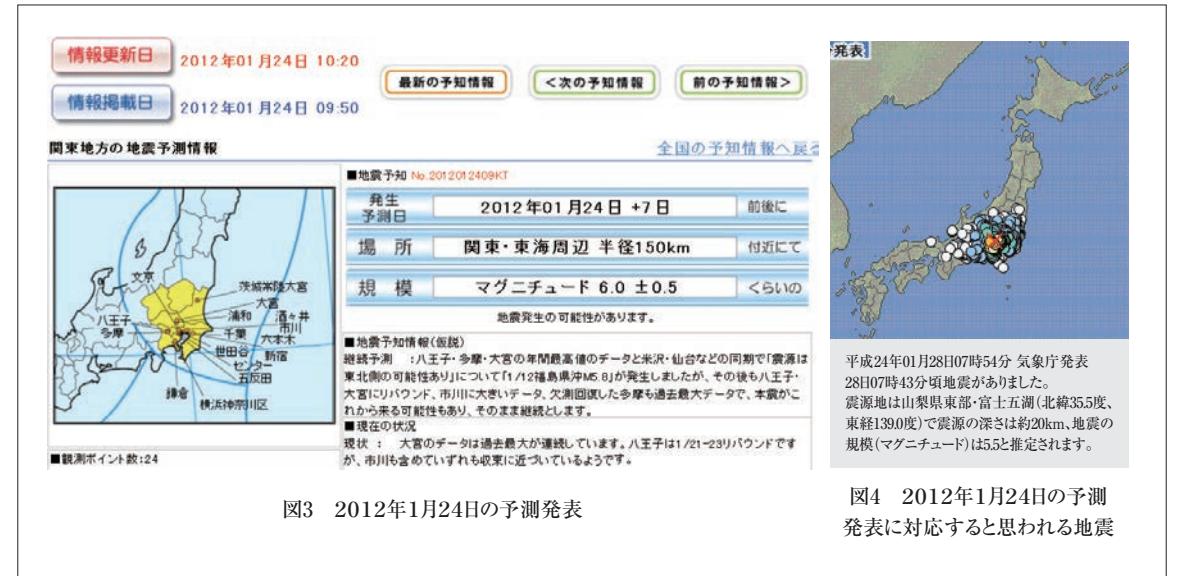 情報更新日 2012年01月24日 10:20
情報掲載日 2012年01月24日 09:50
最新の予知情報 <次の予知情報 前の予知情報>
関東地方の地震予測情報
全国の予知情報へ戻る
文京
八王子
多摩
茨城常陸大宮
大宮
浦和
酒々井
市川
千葉
六本木
世田谷
新宿
センター
五反田
鎌倉
横浜神奈川区
■観測ポイント数:24
■地震予知 No.2012012409KT
発生予測日 2012年01月24日 +7日 前後に
場 所 関東・東海周辺 半径150km 付近にて
規 模 マグニチュード 6.0 ±0.5 くらいの
地震発生の可能性があります。
■地震予知情報(仮説)
継続予測 :八王子・多摩・大宮の年間最高値のデータと米沢・仙台などの同期で「震源は
東北側の可能性あり」について「1/12福島県沖M5.8」が発生しましたが、その後も八王子・
大宮にリバウンド、市川に大きいデータ、欠測回復した多摩も過去最大データで、本震がこ
れから来る可能性もあり、そのまま継続とします。
■現在の状況
現状 : 大宮のデータは過去最大が連続しています。八王子は1/21-23リバウンドです
が、市川も含めていずれも収束に近づいているようです。
図3 2012年1月24日の予測発表
発表
平成24年01月28日07時54分 気象庁発表
28日07時43分頃地震がありました。
震源地は山梨県東部・富士五湖(北緯35.5度、
東経139.0度)で震源の深さは約20km、地震の
規模(マグニチュード)は5.5と推定されます。
図4 2012年1月24日の予測
発表に対応すると思われる地震